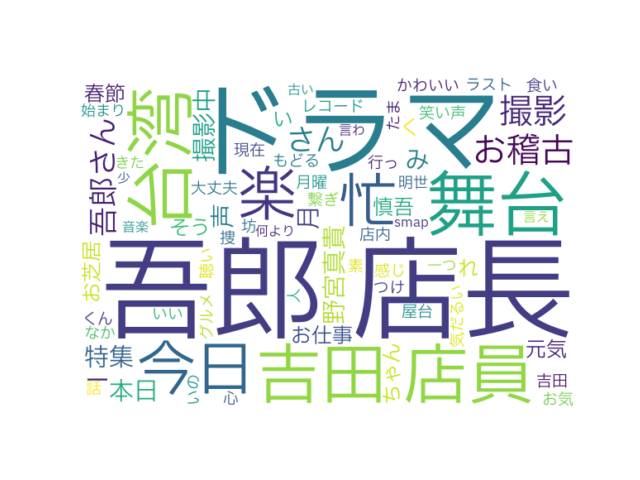 春節
始まり
台湾
撮影中
ドラマ
古い
レコード
い
さん
言わ
かわいい
たま
ラスト
食い
笑い声
撮影
く
み
お稽古
吾郎さん
きた
少
音楽
そう
大丈夫
声
捜
現在
楽
坊
何より
もどる
月曜
月
繋ぎ
忙
行っ
慎吾
smap
明世
店内
舞台
言え
吾郎店長
お芝居
くん
なか
いい
聴い
グルメ
人
野宮真貴
素
感じ
つけ
一つ
れ
屋台
気だるい
特集
今日
お仕事
吉田店員
ちゃん
元気
ー
話
本日
いの
心
吉田
お気